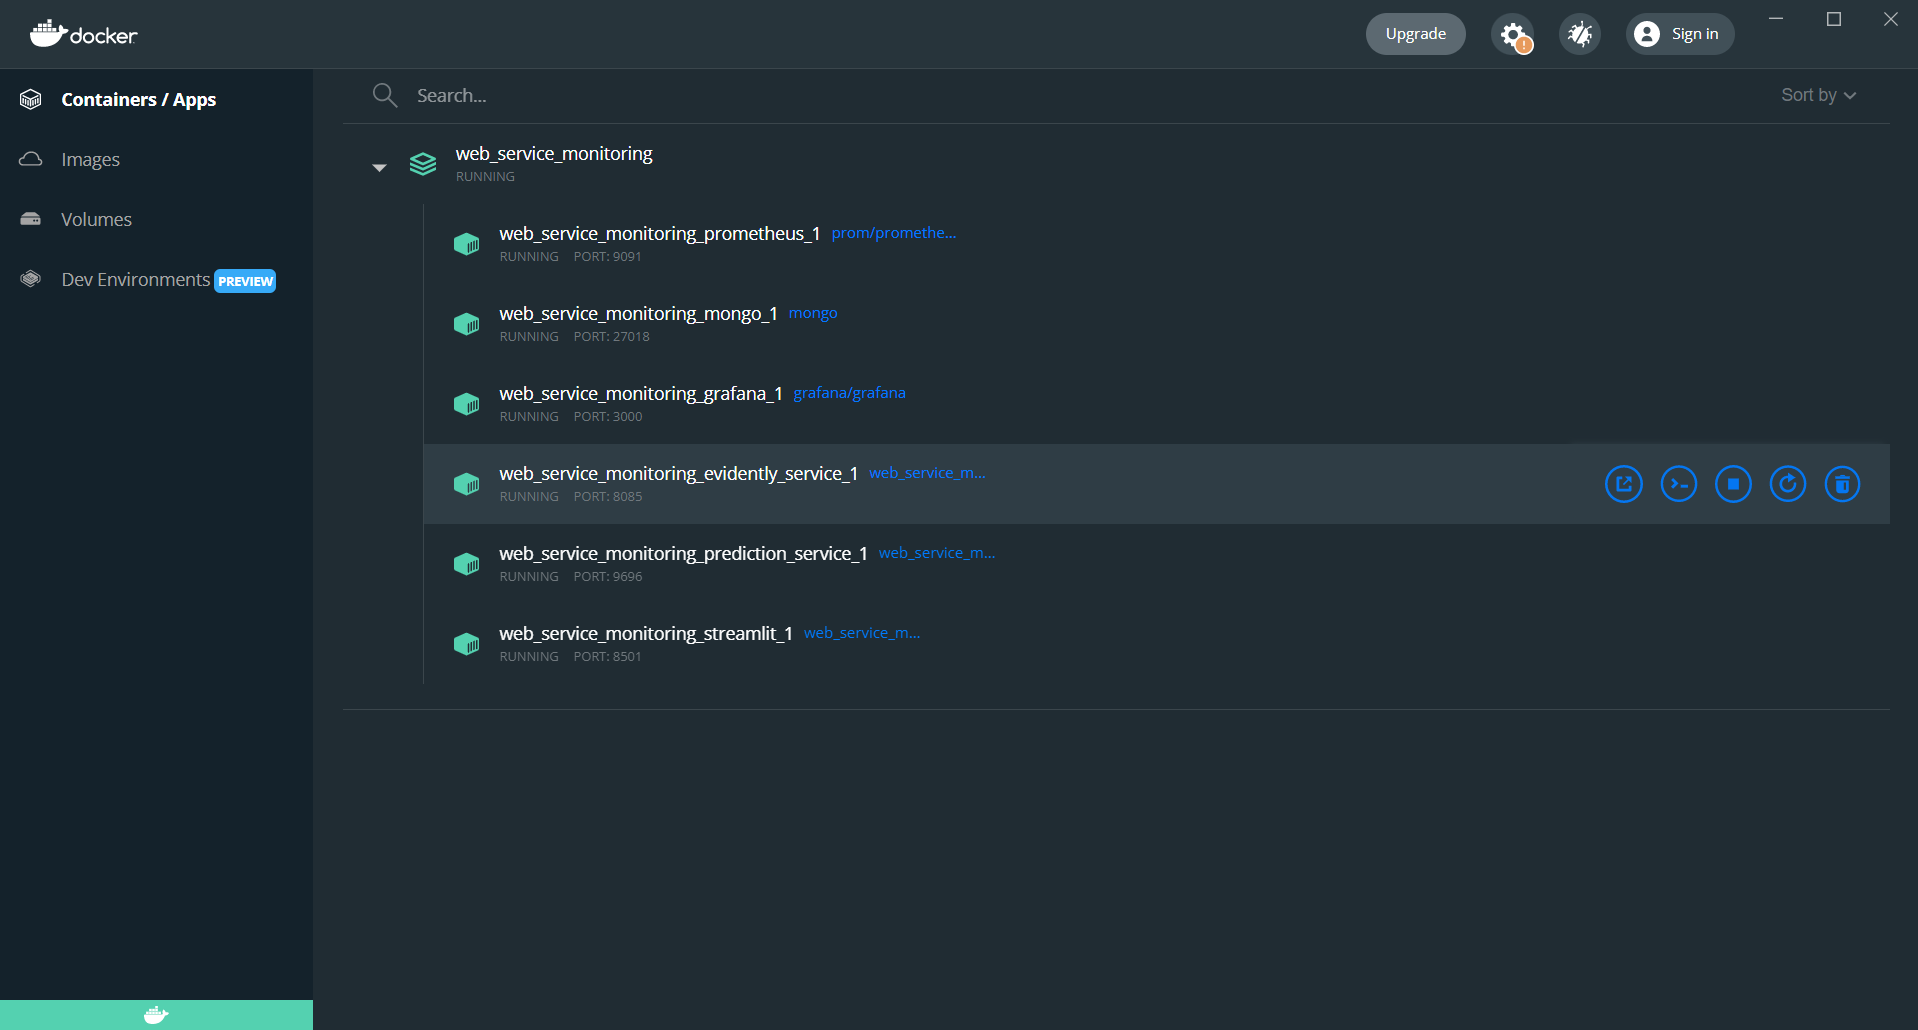 docker
Upgrade
Sign in
Containers / Apps
Images
Volumes
Dev Environments PREVIEW
Search...
Sort by
web_service_monitoring
RUNNING
web_service_monitoring_prometheus_1 prom/promethe...
RUNNING PORT: 9091
web_service_monitoring_mongo_1 mongo
RUNNING PORT: 27018
web_service_monitoring_grafana_1 grafana/grafana
RUNNING PORT: 3000
web_service_monitoring_evidently_service_1 web_service_m...
RUNNING PORT: 8085
web_service_monitoring_prediction_service_1 web_service_m...
RUNNING PORT: 9696
web_service_monitoring_streamlit_1 web_service_m...
RUNNING PORT: 8501